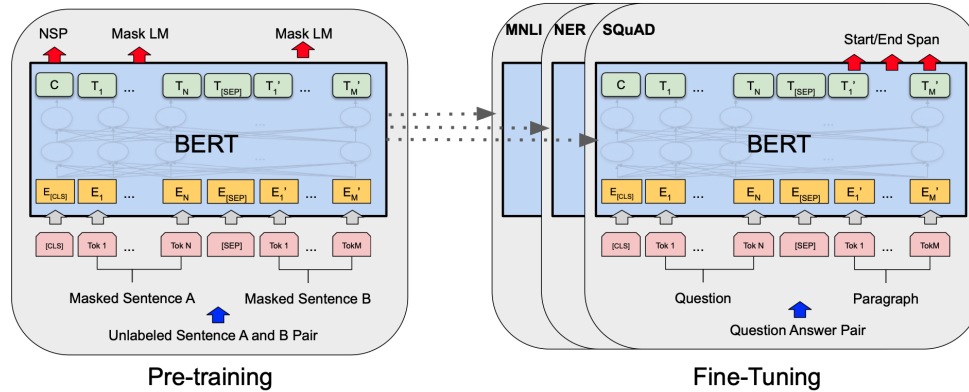 NSP Mask LM Mask LM
C T1 ... TN T[SEP] T1' ... TM'
...
BERT
...
E[CLS] E1 ... EN E[SEP] E1' ... EM'
[CLS] Tok 1 ... Tok N [SEP] Tok 1 ... TokM
Masked Sentence A Masked Sentence B
Unlabeled Sentence A and B Pair
Pre-training
MNLI NER SQuAD
Start/End Span
C T1 ... TN T[SEP] T1' ... TM'
...
BERT
...
E[CLS] E1 ... EN E[SEP] E1' ... EM'
[CLS] Tok 1 ... Tok N [SEP] Tok 1 ... TokM
Question Paragraph
Question Answer Pair
Fine-Tuning